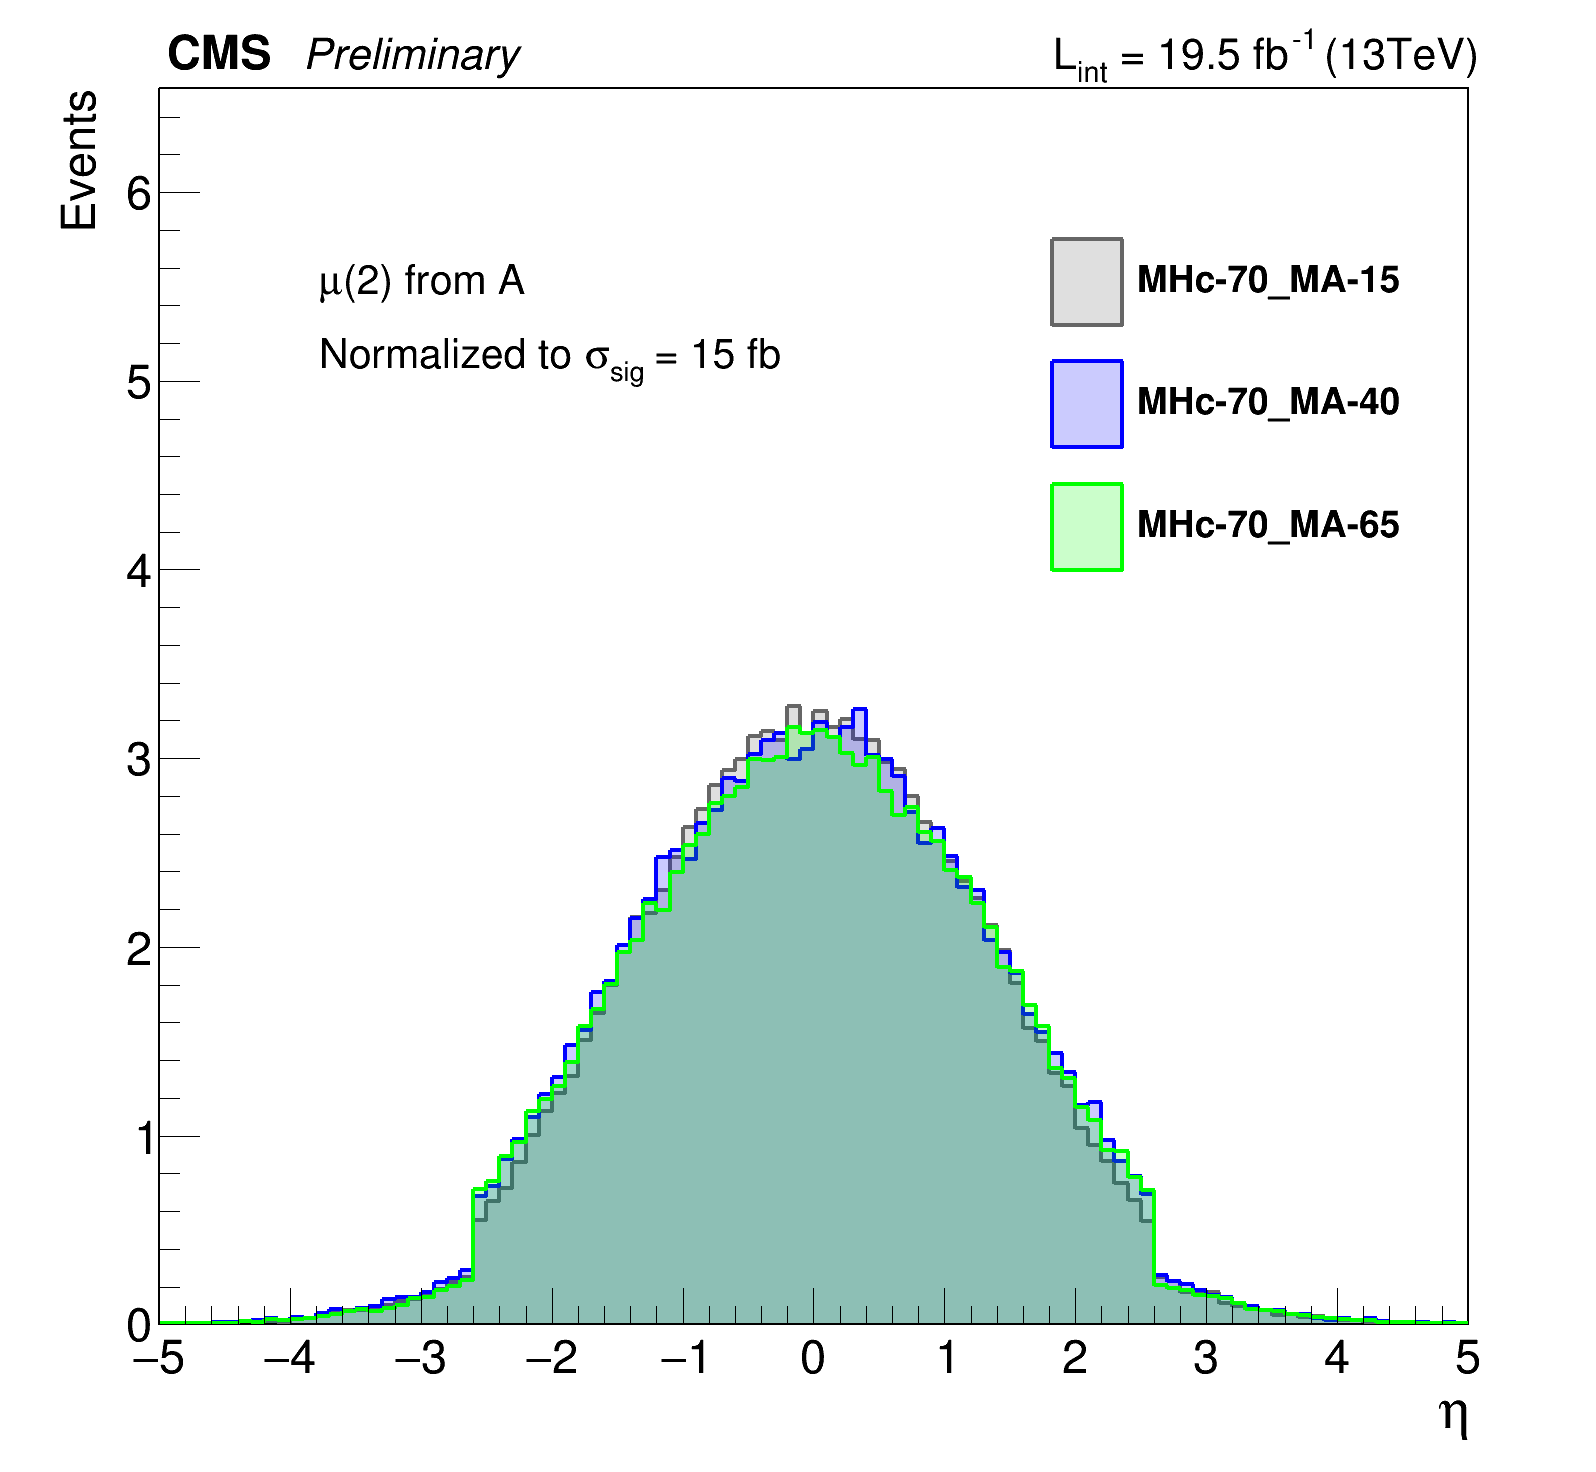 CMS Preliminary
L_int = 19.5 fb^-1 (13TeV)
Events
μ(2) from A
Normalized to σ_sig = 15 fb
MHc-70_MA-15
MHc-70_MA-40
MHc-70_MA-65
6
5
4
3
2
1
0
−5 −4 −3 −2 −1 0 1 2 3 4 5
η